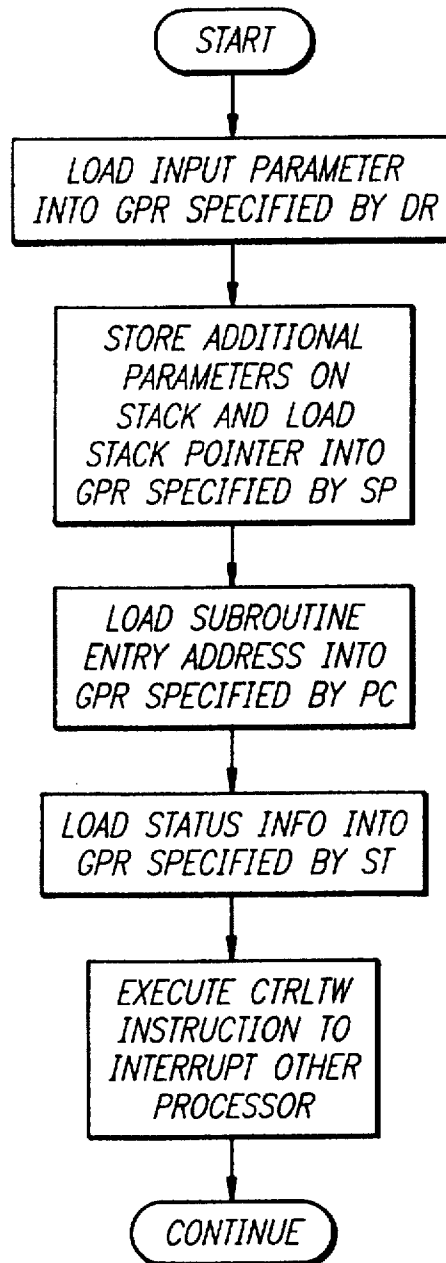 START
LOAD INPUT PARAMETER
INTO GPR SPECIFIED BY DR
STORE ADDITIONAL
PARAMETERS ON
STACK AND LOAD
STACK POINTER INTO
GPR SPECIFIED BY SP
LOAD SUBROUTINE
ENTRY ADDRESS INTO
GPR SPECIFIED BY PC
LOAD STATUS INFO INTO
GPR SPECIFIED BY ST
EXECUTE CTRLTW
INSTRUCTION TO
INTERRUPT OTHER
PROCESSOR
CONTINUE